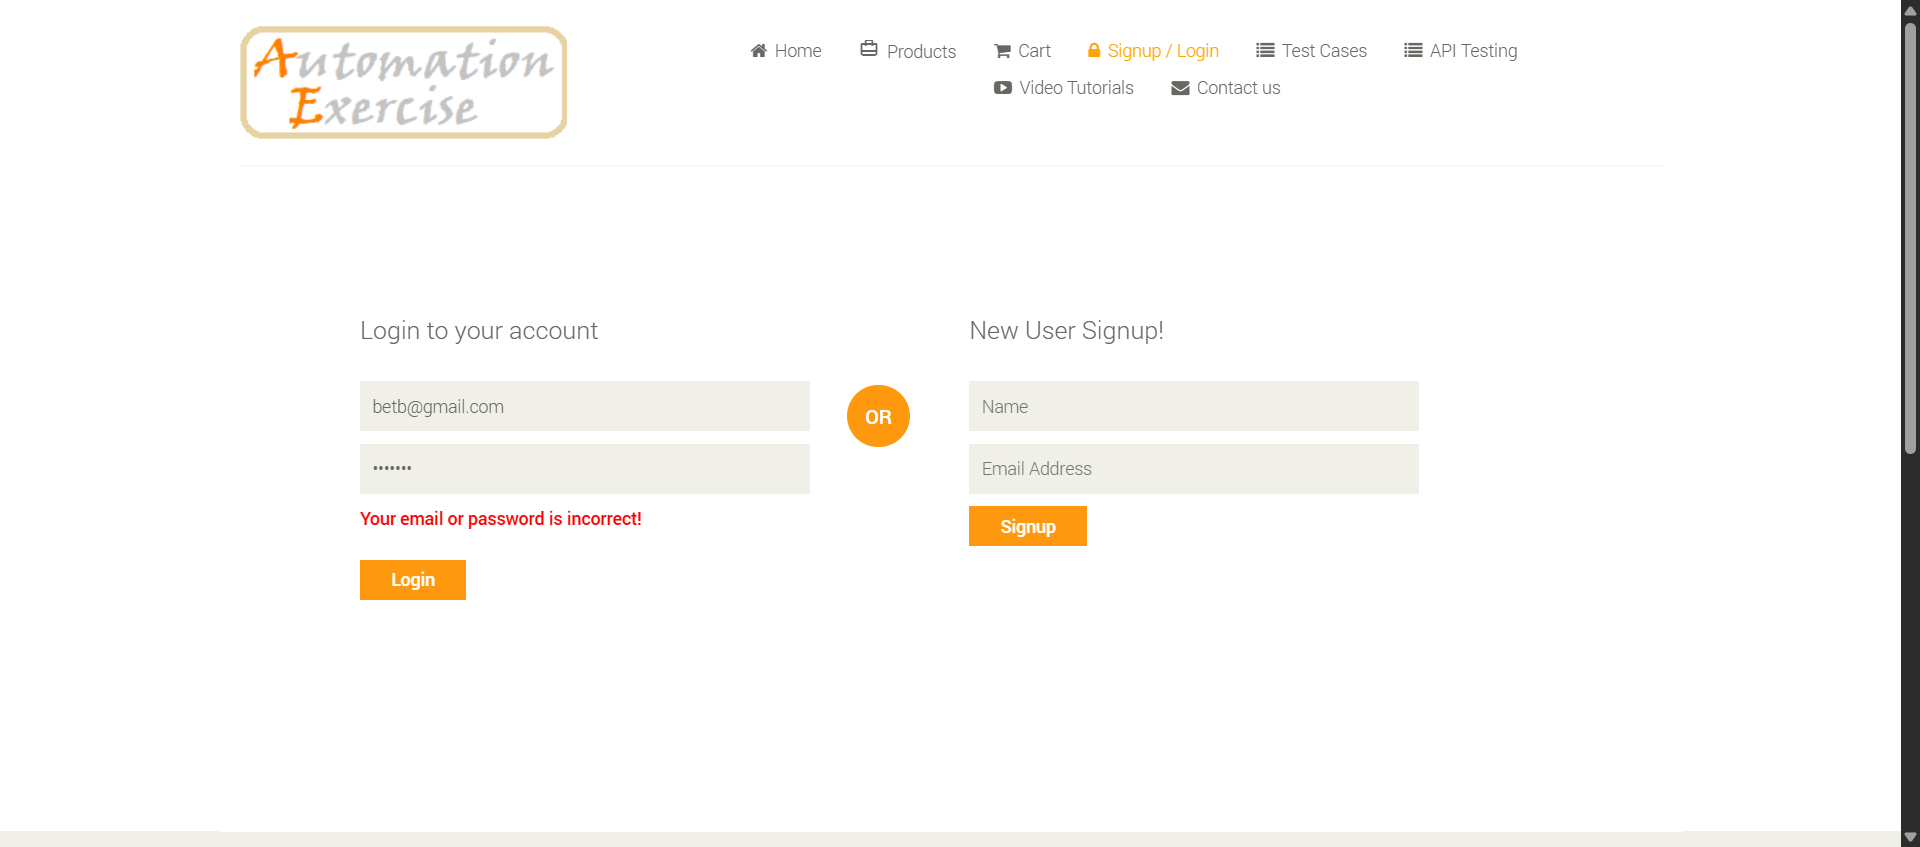 Automation
Exercise
Home Products Cart Signup / Login Test Cases API Testing
Video Tutorials Contact us
Login to your account
betb@gmail.com
•••••••
Your email or password is incorrect!
Login
OR
New User Signup!
Name
Email Address
Signup